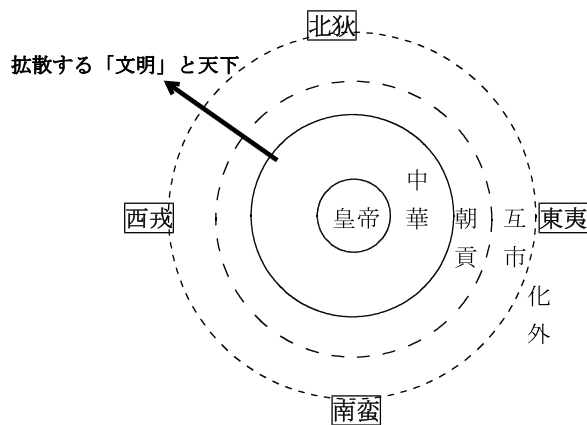 北狄
拡散する「文明」と天下
中華
皇帝
朝貢
互市
西戎
東夷
化外
南蛮